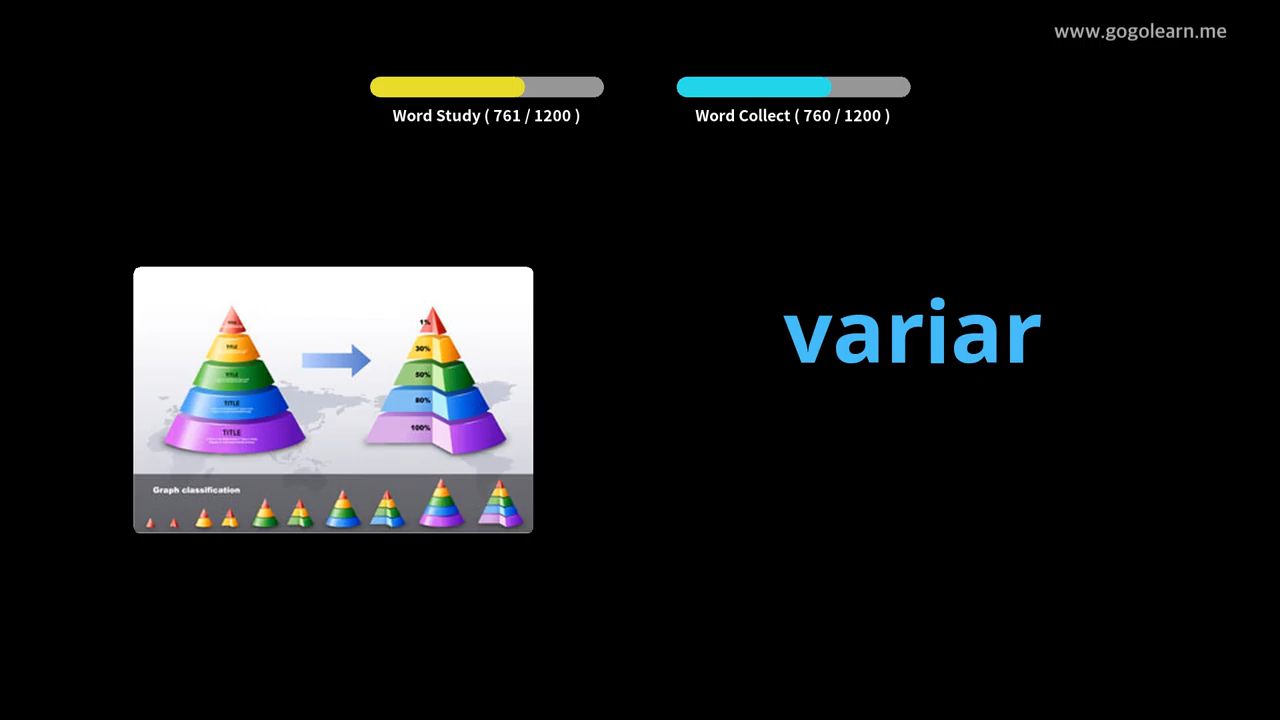 www.gogolearn.me
Word Study ( 761 / 1200 )
Word Collect ( 760 / 1200 )
variar
TITLE
TITLE
TITLE
TITLE
1%
30%
50%
80%
100%
Graph classification